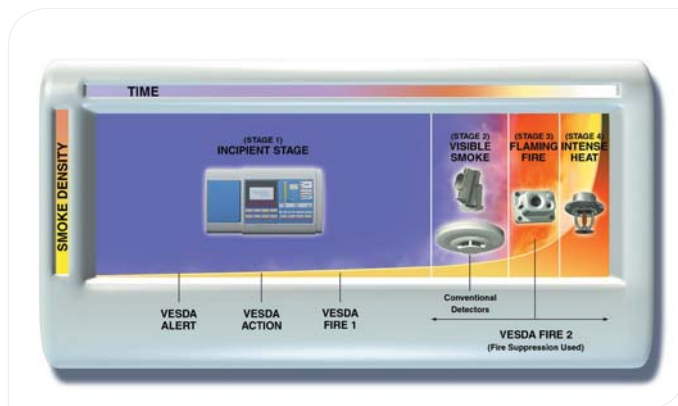 TIME
SMOKE DENSITY
(STAGE 1)
INCIPIENT STAGE
(STAGE 2)
VISIBLE
SMOKE
(STAGE 3)
FLAMING
FIRE
(STAGE 4)
INTENSE
HEAT
VESDA
ALERT
VESDA
ACTION
VESDA
FIRE 1
Conventional
Detectors
VESDA FIRE 2
(Fire Suppression Used)